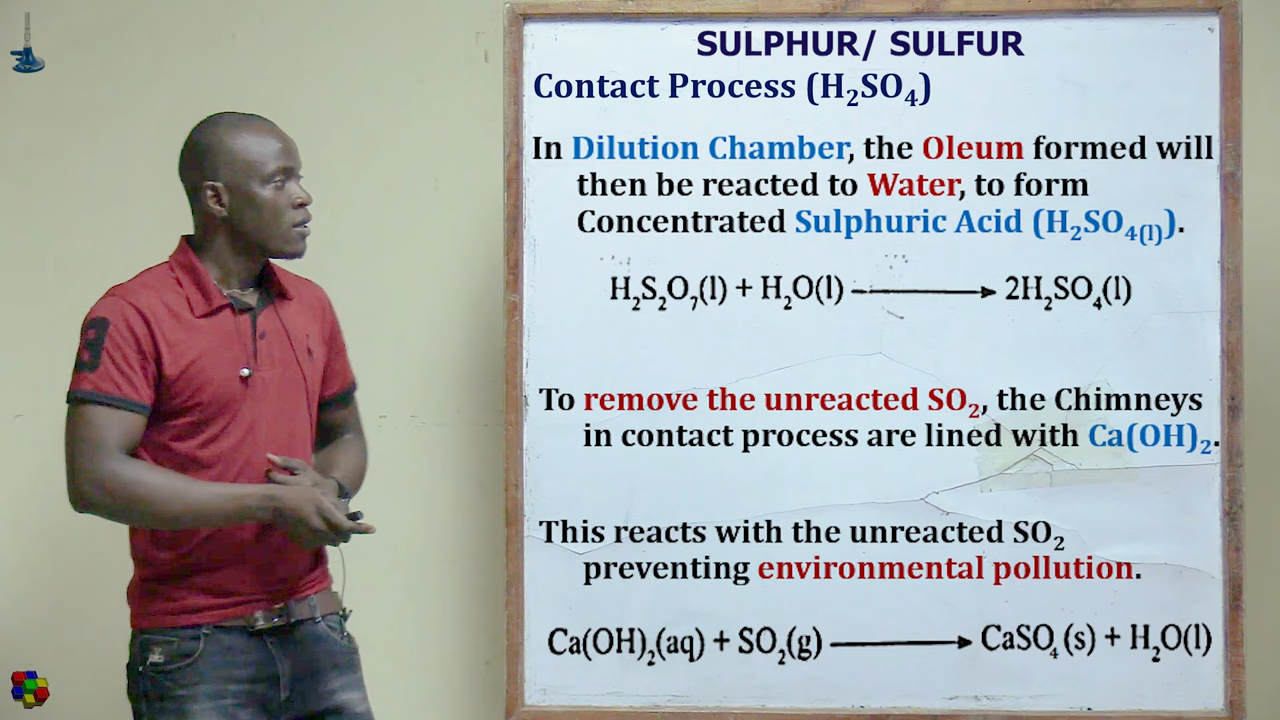 SULPHUR/ SULFUR
Contact Process (H₂SO₄)
In Dilution Chamber, the Oleum formed will
then be reacted to Water, to form
Concentrated Sulphuric Acid (H₂SO₄₍ₗ₎).
H₂S₂O₇(l) + H₂O(l) → 2H₂SO₄(l)
To remove the unreacted SO₂, the Chimneys
in contact process are lined with Ca(OH)₂.
This reacts with the unreacted SO₂
preventing environmental pollution.
Ca(OH)₂(aq) + SO₂(g) → CaSO₄(s) + H₂O(l)